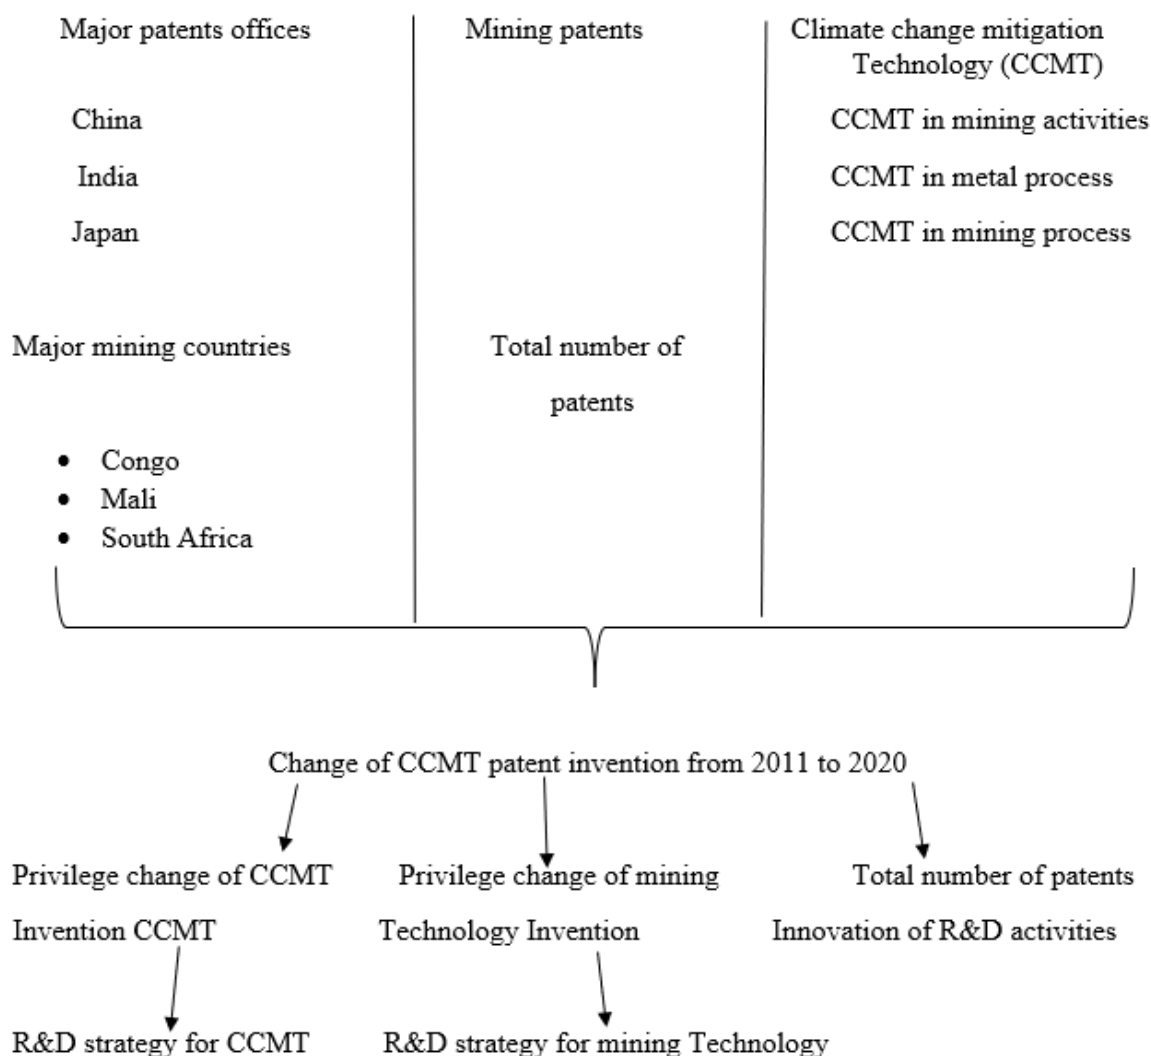 Major patents offices
Mining patents
Climate change mitigation
Technology (CCMT)
China
CCMT in mining activities
India
CCMT in metal process
Japan
CCMT in mining process
Major mining countries
Total number of
patents
• Congo
• Mali
• South Africa
Change of CCMT patent invention from 2011 to 2020
Privilege change of CCMT
Privilege change of mining
Total number of patents
Invention CCMT
Technology Invention
Innovation of R&D activities
R&D strategy for CCMT
R&D strategy for mining Technology